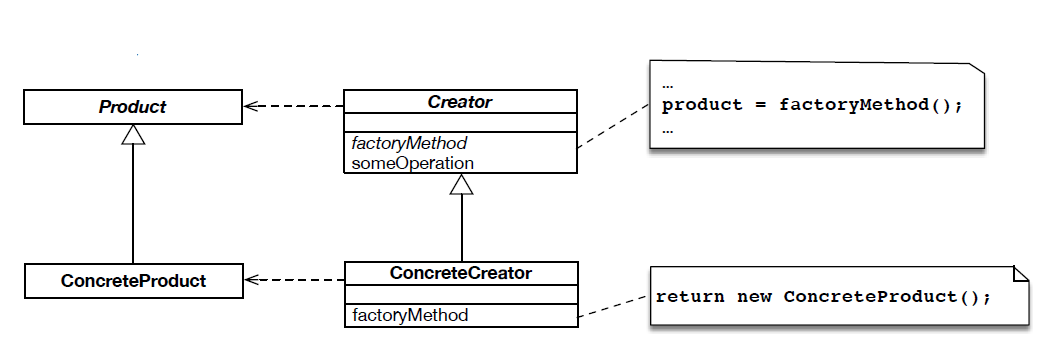 Product
Creator
factoryMethod
someOperation
...
product = factoryMethod();
...
ConcreteProduct
ConcreteCreator
factoryMethod
return new ConcreteProduct();